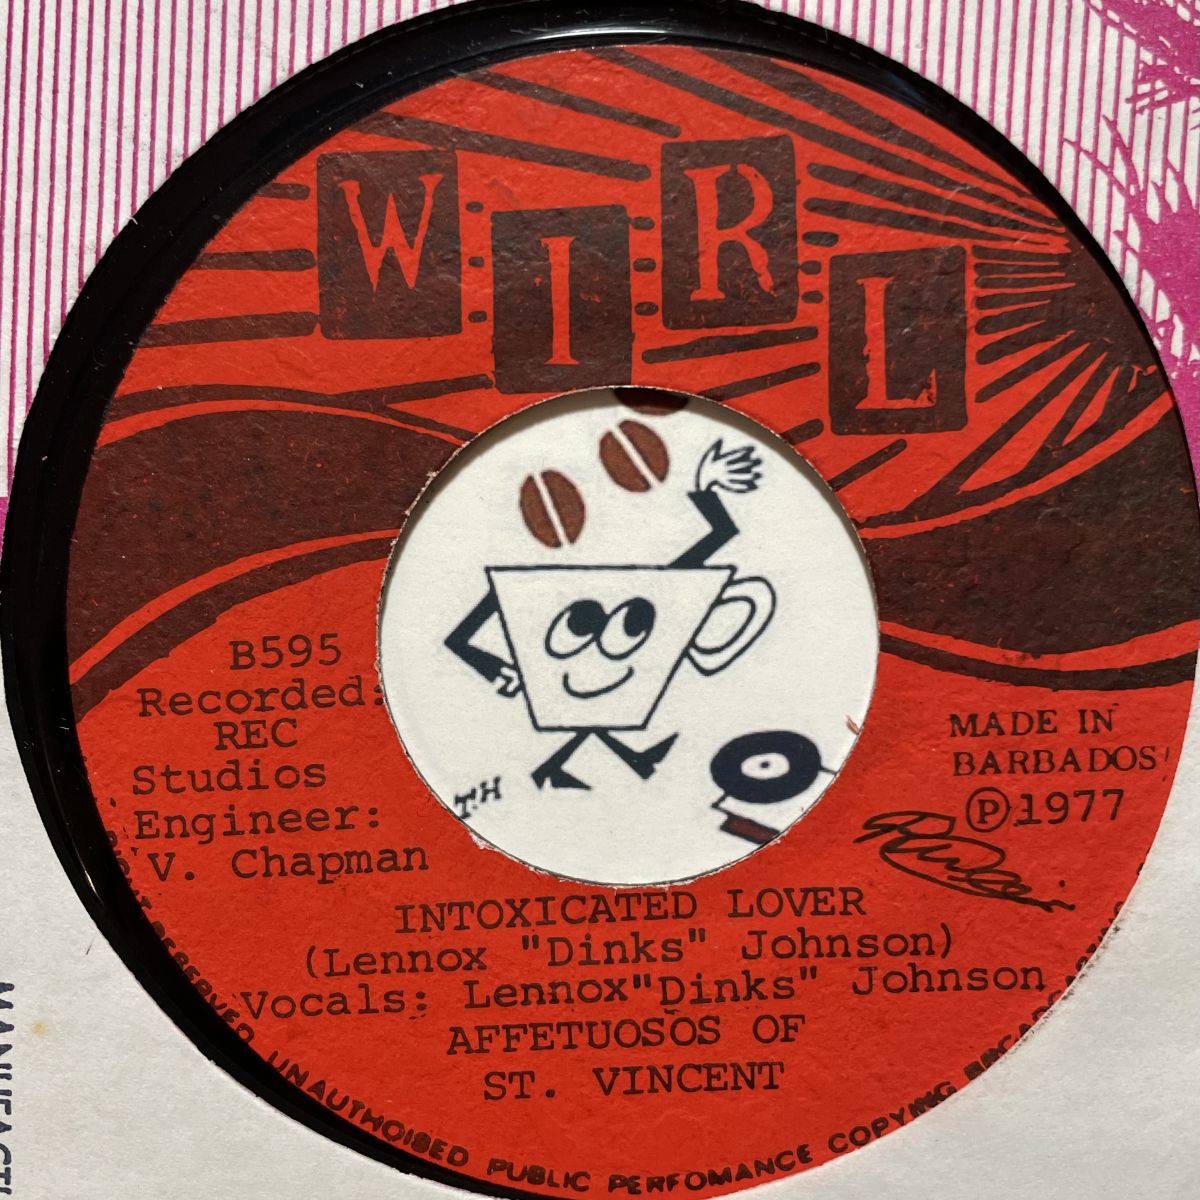 WIRL
B595
Recorded:
REC
Studios
Engineer:
V. Chapman
MADE IN
BARBADOS
Ⓟ 1977
T.H
INTOXICATED LOVER
(Lennox "Dinks" Johnson)
Vocals: Lennox"Dinks" Johnson
AFFETUOSOS OF
ST. VINCENT
UNAUTHOISED PUBLIC PERFOMANCE COPYING